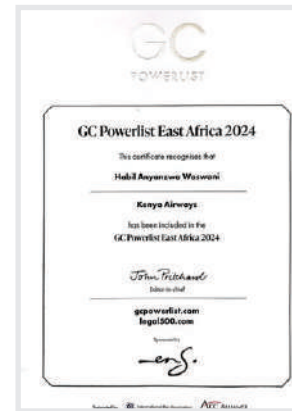 GC
POWERLIST
GC Powerlist East Africa 2024
This certificate recognises that
Habil Anyanzwa Waswani
Kenya Airways
has been included in the
GC Powerlist East Africa 2024
John Pritchard
Editor-in-chief
gcpowerlist.com
legal500.com
Sponsored by